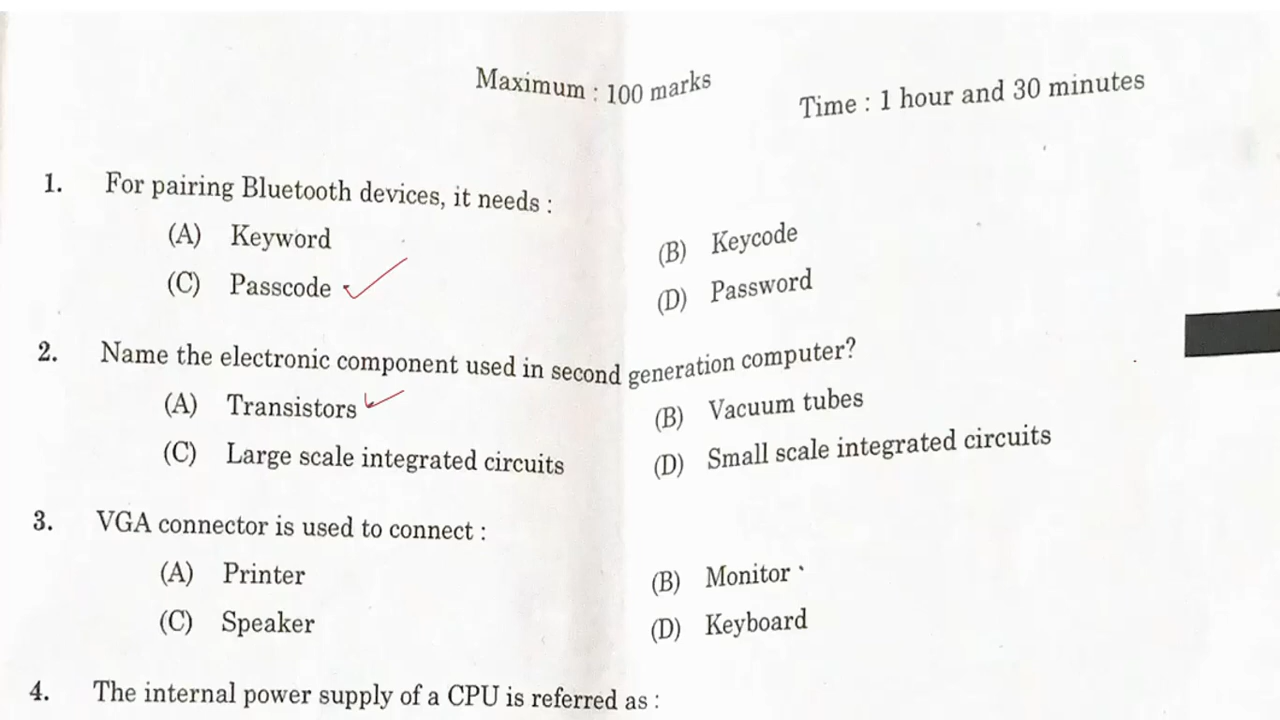 Maximum : 100 marks
Time : 1 hour and 30 minutes
1. For pairing Bluetooth devices, it needs :
(A) Keyword (B) Keycode
(C) Passcode (D) Password
2. Name the electronic component used in second generation computer?
(A) Transistors (B) Vacuum tubes
(C) Large scale integrated circuits (D) Small scale integrated circuits
3. VGA connector is used to connect :
(A) Printer (B) Monitor
(C) Speaker (D) Keyboard
4. The internal power supply of a CPU is referred as :